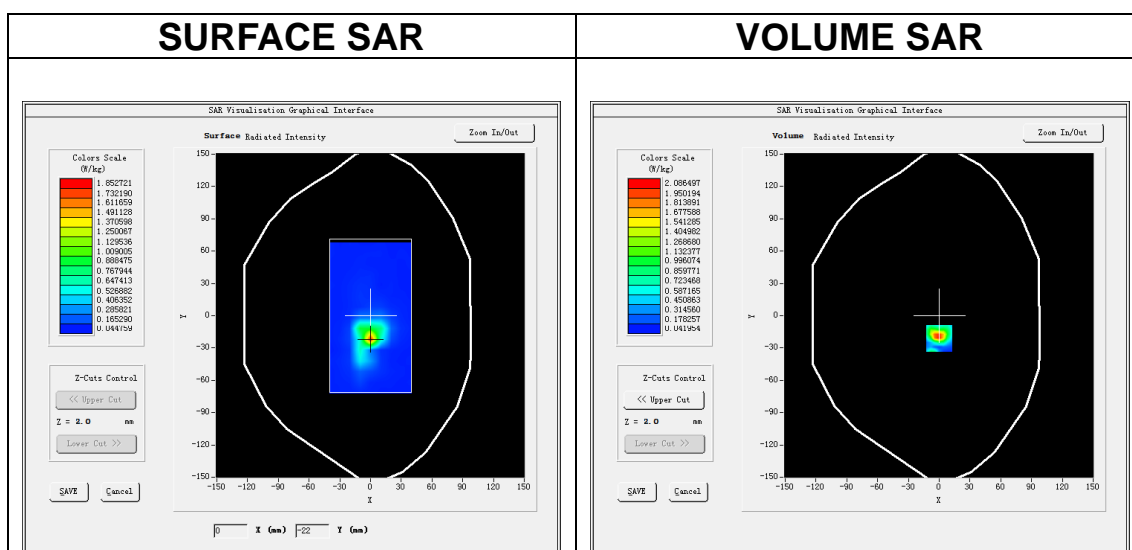 SURFACE SAR
VOLUME SAR
SAR Visualisation Graphical Interface
Surface Radiated Intensity
Zoom In/Out
Colors Scale
(W/kg)
1.852721
1.732190
1.611659
1.491128
1.370598
1.250067
1.129536
1.009005
0.888475
0.767944
0.647413
0.526882
0.406352
0.285821
0.165290
0.044759
Z-Cuts Control
<< Upper Cut
Z = 2.0 mm
Lower Cut >>
SAVE Cancel
150
120
90
60
30
0
-30
-60
-90
-120
-150
Y
-150 -120 -90 -60 -30 0 30 60 90 120 150
X
0 X (mm) -22 Y (mm)
SAR Visualisation Graphical Interface
Volume Radiated Intensity
Zoom In/Out
Colors Scale
(W/kg)
2.086497
1.950194
1.813891
1.677588
1.541285
1.404982
1.268680
1.132377
0.996074
0.859771
0.723468
0.587165
0.450863
0.314560
0.178257
0.041954
Z-Cuts Control
<< Upper Cut
Z = 2.0 mm
Lower Cut >>
SAVE Cancel
150
120
90
60
30
0
-30
-60
-90
-120
-150
Y
-150 -120 -90 -60 -30 0 30 60 90 120 150
X